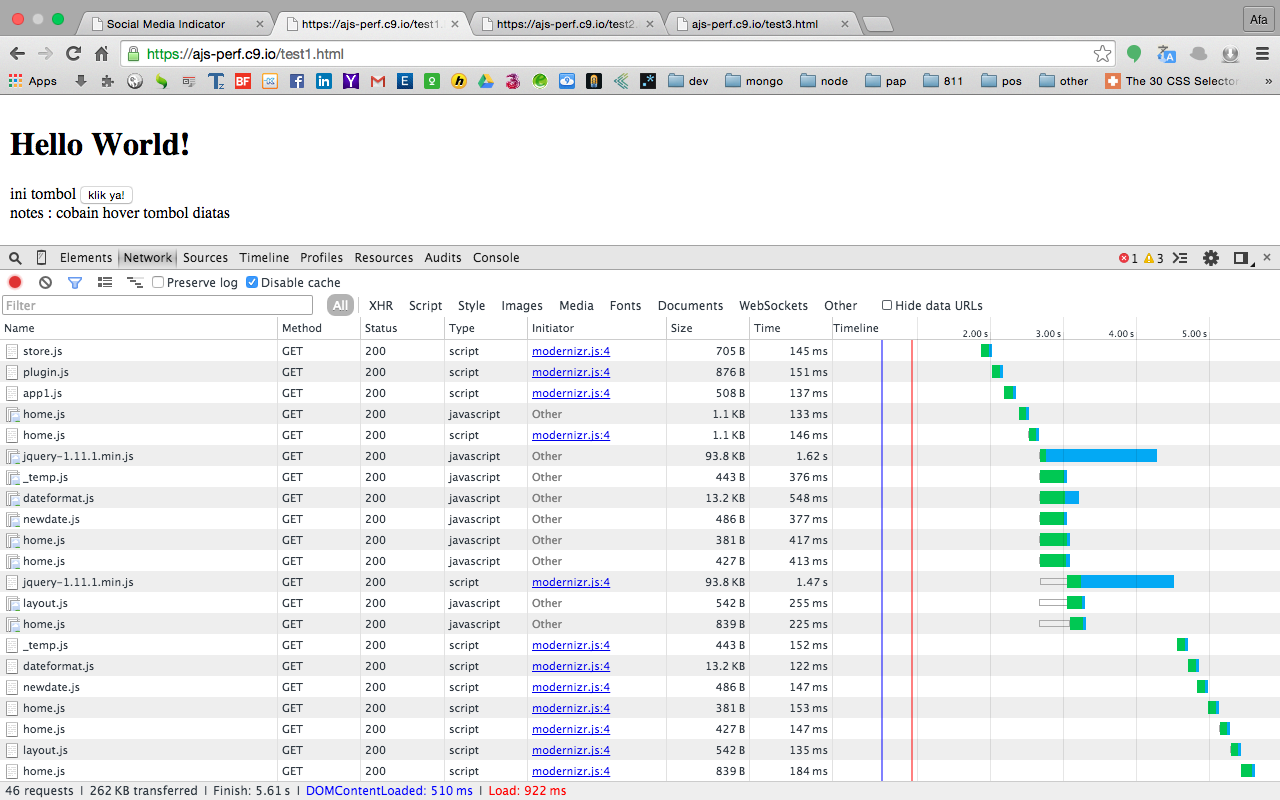 Social Media Indicator
https://ajs-perf.c9.io/test1
https://ajs-perf.c9.io/test2
ajs-perf.c9.io/test3.html
Afa
https://ajs-perf.c9.io/test1.html
Apps
dev
mongo
node
pap
811
pos
other
The 30 CSS Selector
»
Hello World!
ini tombol klik ya!
notes : cobain hover tombol diatas
Elements Network Sources Timeline Profiles Resources Audits Console 1 3
Preserve log Disable cache
Filter All XHR Script Style Images Media Fonts Documents WebSockets Other Hide data URLs
Name Method Status Type Initiator Size Time Timeline 2.00 s 3.00 s 4.00 s 5.00 s
store.js GET 200 script modernizr.js:4 705 B 145 ms
plugin.js GET 200 script modernizr.js:4 876 B 151 ms
app1.js GET 200 script modernizr.js:4 508 B 137 ms
home.js GET 200 javascript Other 1.1 KB 133 ms
home.js GET 200 script modernizr.js:4 1.1 KB 146 ms
jquery-1.11.1.min.js GET 200 javascript Other 93.8 KB 1.62 s
_temp.js GET 200 javascript Other 443 B 376 ms
dateformat.js GET 200 javascript Other 13.2 KB 548 ms
newdate.js GET 200 javascript Other 486 B 377 ms
home.js GET 200 javascript Other 381 B 417 ms
home.js GET 200 javascript Other 427 B 413 ms
jquery-1.11.1.min.js GET 200 script modernizr.js:4 93.8 KB 1.47 s
layout.js GET 200 javascript Other 542 B 255 ms
home.js GET 200 javascript Other 839 B 225 ms
_temp.js GET 200 script modernizr.js:4 443 B 152 ms
dateformat.js GET 200 script modernizr.js:4 13.2 KB 122 ms
newdate.js GET 200 script modernizr.js:4 486 B 147 ms
home.js GET 200 script modernizr.js:4 381 B 153 ms
home.js GET 200 script modernizr.js:4 427 B 147 ms
layout.js GET 200 script modernizr.js:4 542 B 135 ms
home.js GET 200 script modernizr.js:4 839 B 184 ms
46 requests | 262 KB transferred | Finish: 5.61 s | DOMContentLoaded: 510 ms | Load: 922 ms